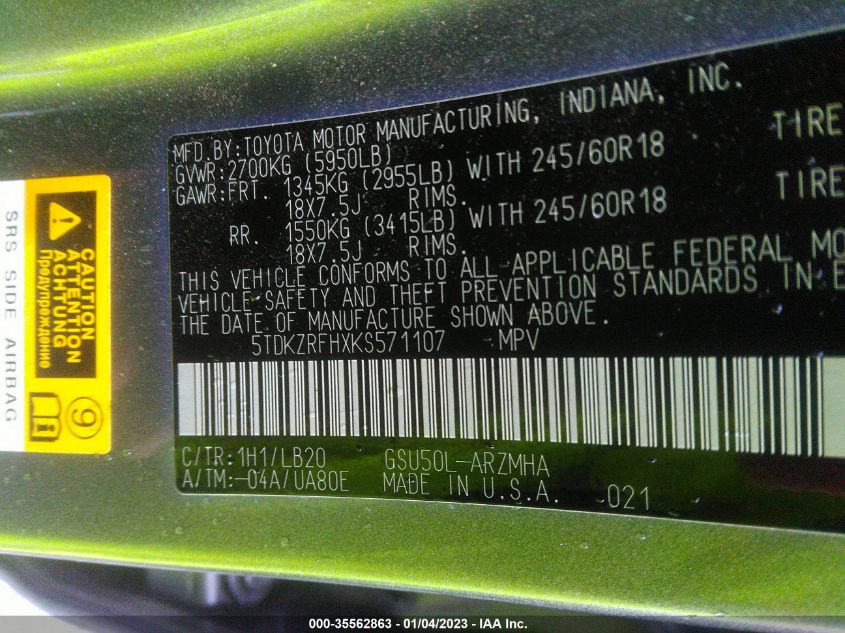 MFD.BY:TOYOTA MOTOR MANUFACTURING, INDIANA, INC.
GVWR:2700KG (5950LB)
GAWR:FRT. 1345KG (2955LB) WITH 245/60R18 TIRE
18X7.5J RIMS.
RR. 1550KG (3415LB) WITH 245/60R18 TIRE
18X7.5J RIMS.
THIS VEHICLE CONFORMS TO ALL APPLICABLE FEDERAL MO
VEHICLE SAFETY AND THEFT PREVENTION STANDARDS IN E
THE DATE OF MANUFACTURE SHOWN ABOVE.
5TDKZRFHXKS571107 MPV
C/TR:1H1/LB20 GSU50L-ARZMHA
A/TM:-04A/UA80E MADE IN U.S.A. 021
SRS SIDE AIRBAG
CAUTION
ATTENTION
ACHTUNG
Предупреждение
9
000-35562863 - 01/04/2023 - IAAI Inc.